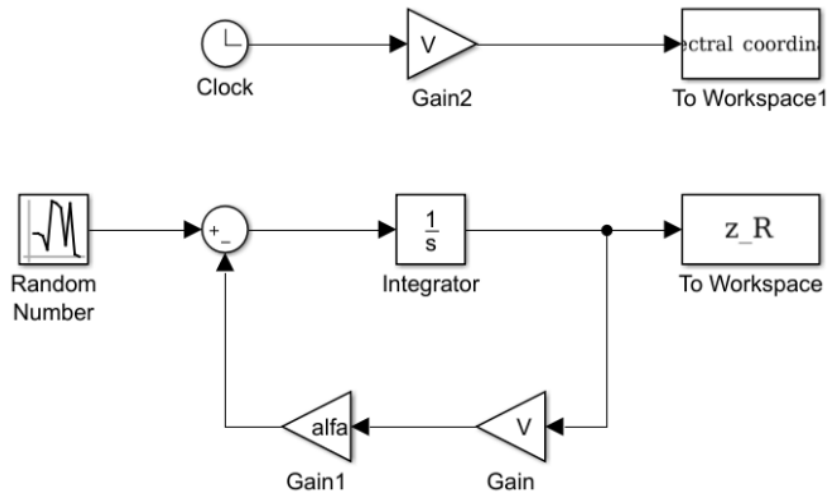 V
ectral coordin
Clock
Gain2
To Workspace1
+
_
1
s
z_R
Random
Number
Integrator
To Workspace
alfa
V
Gain1
Gain